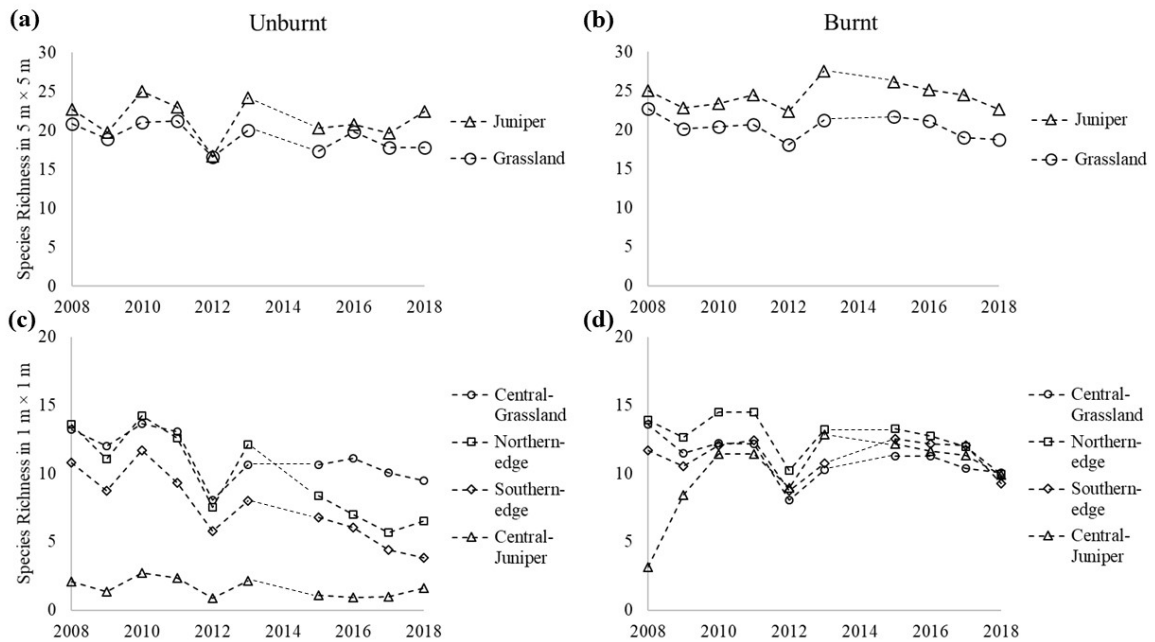 (a)
Unburnt
Species Richness in 5 m × 5 m
30
25
20
15
10
5
0
2008
2010
2012
2014
2016
2018
Juniper
Grassland
(b)
Burnt
30
25
20
15
10
5
0
2008
2010
2012
2014
2016
2018
Juniper
Grassland
(c)
Species Richness in 1 m × 1 m
20
15
10
5
0
2008
2010
2012
2014
2016
2018
Central-
Grassland
Northern-
edge
Southern-
edge
Central-
Juniper
(d)
20
15
10
5
0
2008
2010
2012
2014
2016
2018
Central-
Grassland
Northern-
edge
Southern-
edge
Central-
Juniper